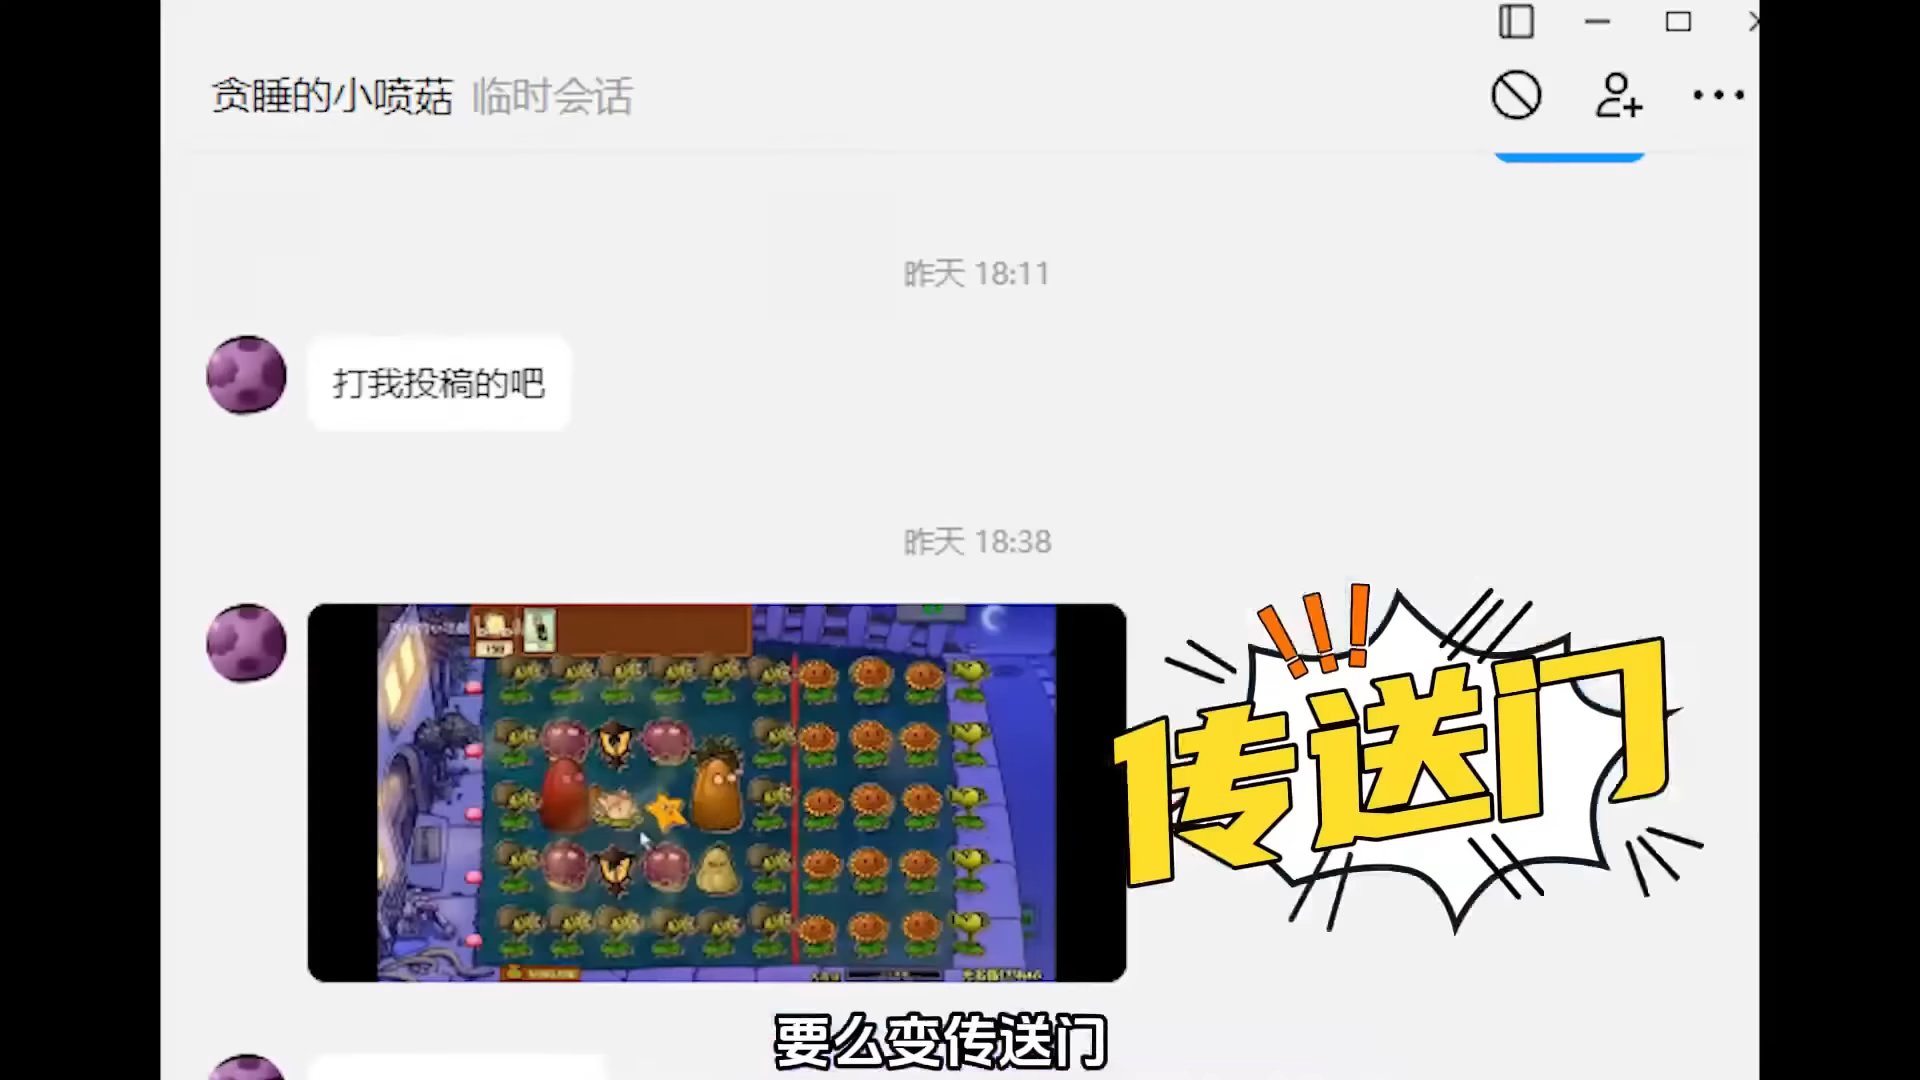 贪睡的小喷菇 临时会话
昨天 18:11
打我投稿的吧
昨天 18:38
150
!!!
传送门
要么变传送门